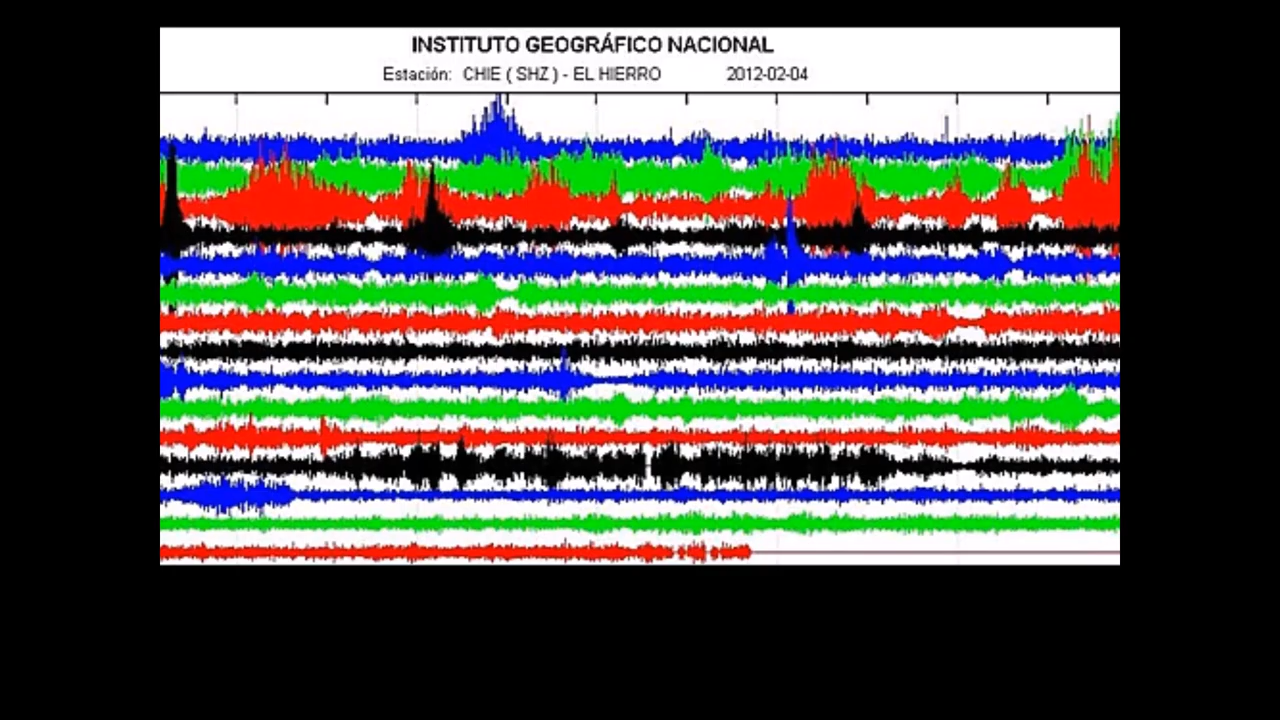 INSTITUTO GEOGRÁFICO NACIONAL
Estación: CHIE ( SHZ ) - EL HIERRO 2012-02-04